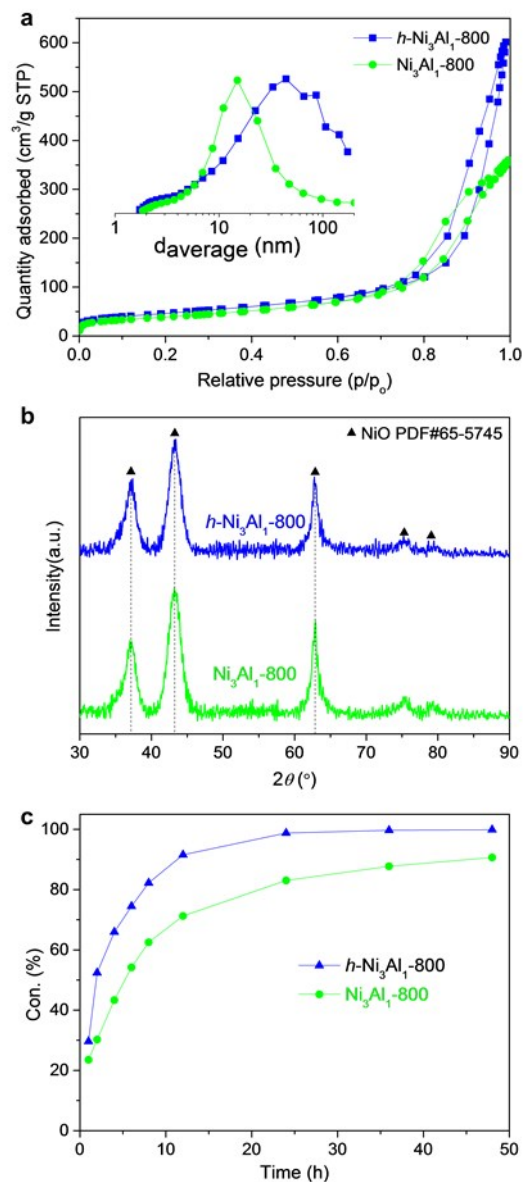 a
600
500
400
300
200
100
0
Quantity adsorbed (cm³/g STP)
h-Ni₃Al₁-800
Ni₃Al₁-800
1 10 100
d_average (nm)
0.0 0.2 0.4 0.6 0.8 1.0
Relative pressure (p/p₀)
b
▲ NiO PDF#65-5745
h-Ni₃Al₁-800
Ni₃Al₁-800
Intensity(a.u.)
30 40 50 60 70 80 90
2θ (°)
c
100
80
60
40
20
0
Con. (%)
h-Ni₃Al₁-800
Ni₃Al₁-800
0 10 20 30 40 50
Time (h)